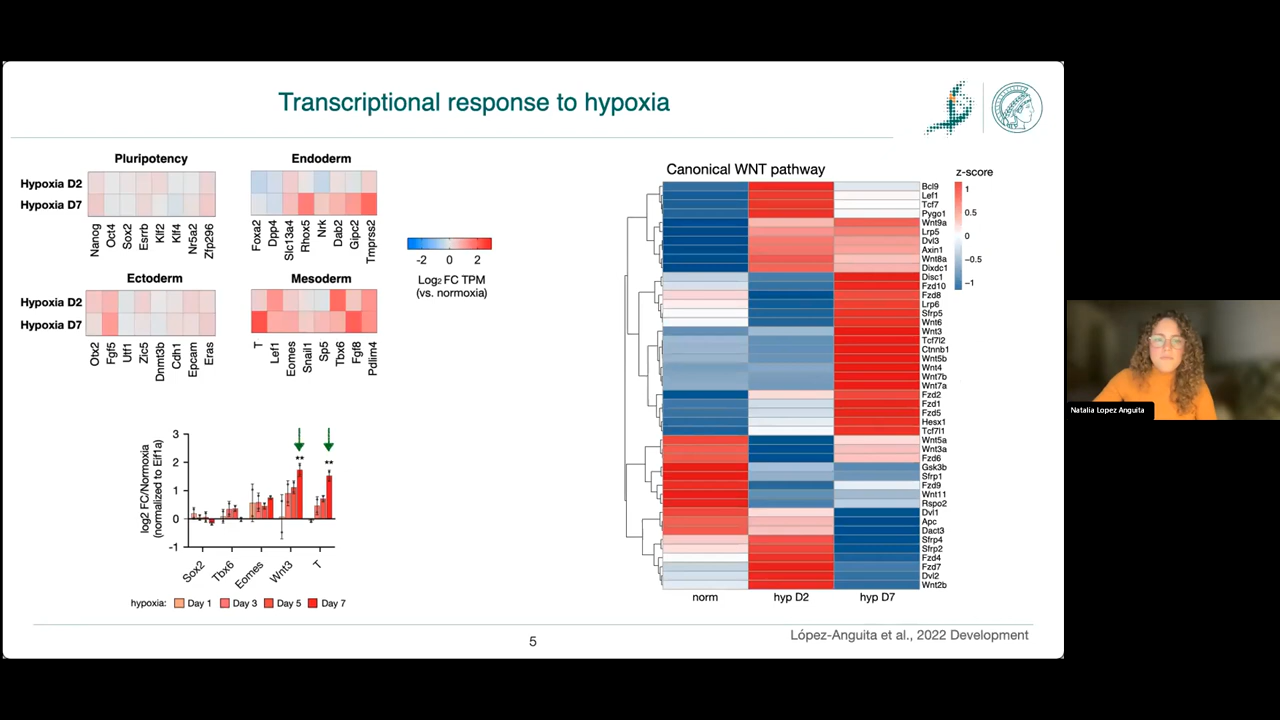 Transcriptional response to hypoxia
Pluripotency
Hypoxia D2
Hypoxia D7
Nanog
Oct4
Sox2
Esrrb
Klf2
Klf4
Nr5a2
Zfp296
Endoderm
Foxa2
Dpp4
Slc13a4
Rhox5
Nrk
Dab2
Gipc2
Tmprss2
Ectoderm
Hypoxia D2
Hypoxia D7
Otx2
Fgf5
Utf1
Zic5
Dnmt3b
Cdh1
Epcam
Eras
Mesoderm
T
Lef1
Eomes
Snail1
Sp5
Tbx6
Fgf8
Pdlim4
-2 0 2
Log2 FC TPM
(vs. normoxia)
log2 FC/Normoxia
(normalized to Eif1a)
3
2
1
0
-1
** **
Sox2
Tbx6
Eomes
Wnt3
T
hypoxia: Day 1 Day 3 Day 5 Day 7
Canonical WNT pathway
Bcl9
Lef1
Tcf7
Pygo1
Wnt9a
Lrp5
Dvl3
Axin1
Wnt8a
Dixdc1
Disc1
Fzd10
Fzd8
Lrp6
Sfrp5
Wnt6
Wnt3
Tcf7l2
Ctnnb1
Wnt5b
Wnt4
Wnt7b
Wnt7a
Fzd2
Fzd1
Fzd5
Hesx1
Tcf7l1
Wnt5a
Wnt3a
Fzd6
Gsk3b
Sfrp1
Fzd9
Wnt11
Rspo2
Dvl1
Apc
Dact3
Sfrp4
Sfrp2
Fzd4
Fzd7
Dvl2
Wnt2b
norm hyp D2 hyp D7
z-score
1
0.5
0
−0.5
−1
López-Anguita et al., 2022 Development
5
Natalia Lopez Anguita